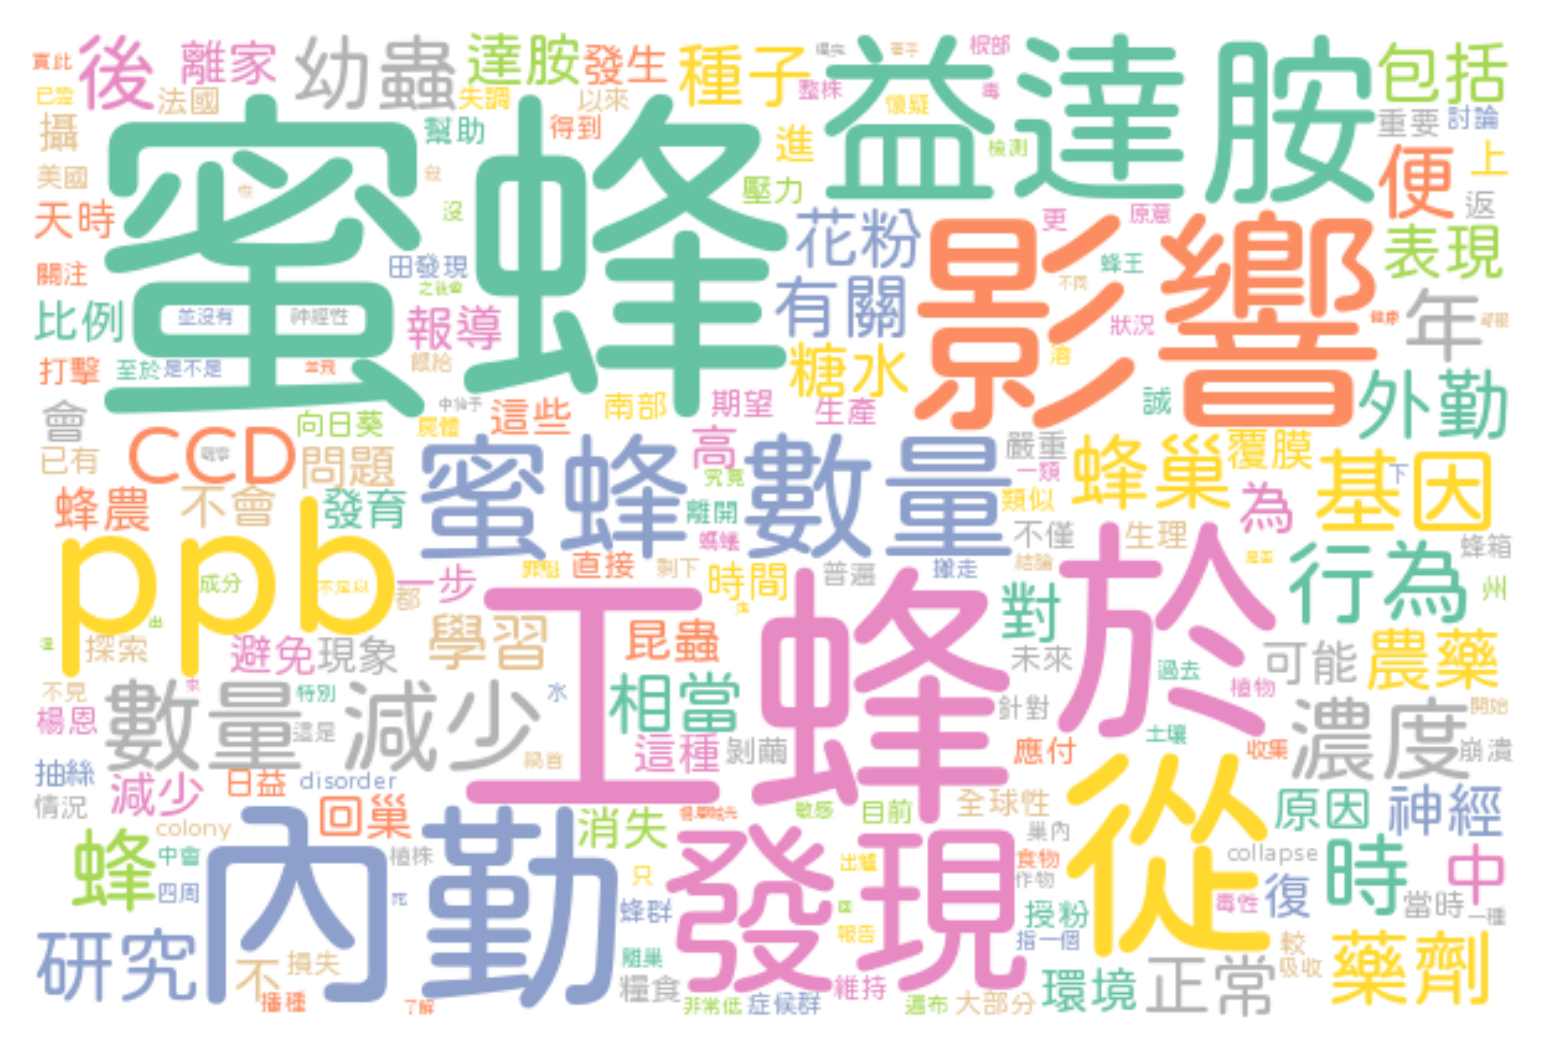 實此
後
離家
幼蟲
達胺
發生
種子
益達胺
根部
包括
已證
法國
失調
以來
整株
毒
懷疑
攝
幫助
得到
進
檢測
重要
討論
蜜蜂
美國
壓力
便
上
天時
沒
花粉
更
原意
返
影響
關注
田發現
之後會
有關
蜂王
不同
表現
比例
並沒有
神經性
報導
狀況
健康
年
打擊
至於
是不是
餵給
糖水
溶
會
向日葵
屍體
這些
南部
期望
生產
誠
外勤
CCD
已有
問題
蜜蜂
數量
高
究竟
嚴重
一類
蜂巢
覆膜
基因
下
蜂農
不會
發育
離開
類似
為
ppb
成分
不足以
螞蟻
不僅
生理
蜂箱
一步
都
直接
剩下
時間
普遍
搬走
結論
是否
行為
州
出
探索
避免
現象
學習
工蜂
昆蟲
對
於
未來
過去
可能
農藥
不見
楊恩
數量
特別
減少
水
相當
針對
植物
濃度
開始
這是
禍首
這種
剝繭
應付
土壤
收集
崩潰
抽絲
減少
日益
disorder
情況
colony
回巢
消失
敏感
目前
全球性
從
原因
神經
蜂
中會
內勤
植株
發現
巢內
出爐
食物
collapse
時
中
四周
死
只
作物
蜂群
報告
授粉
毒性
復
當時
一種
研究
不
損失
離巢
指一個
較
吸收
藥劑
播種
了解
糧食
非常低
症候群
維持
遍布
大部分
環境
正常